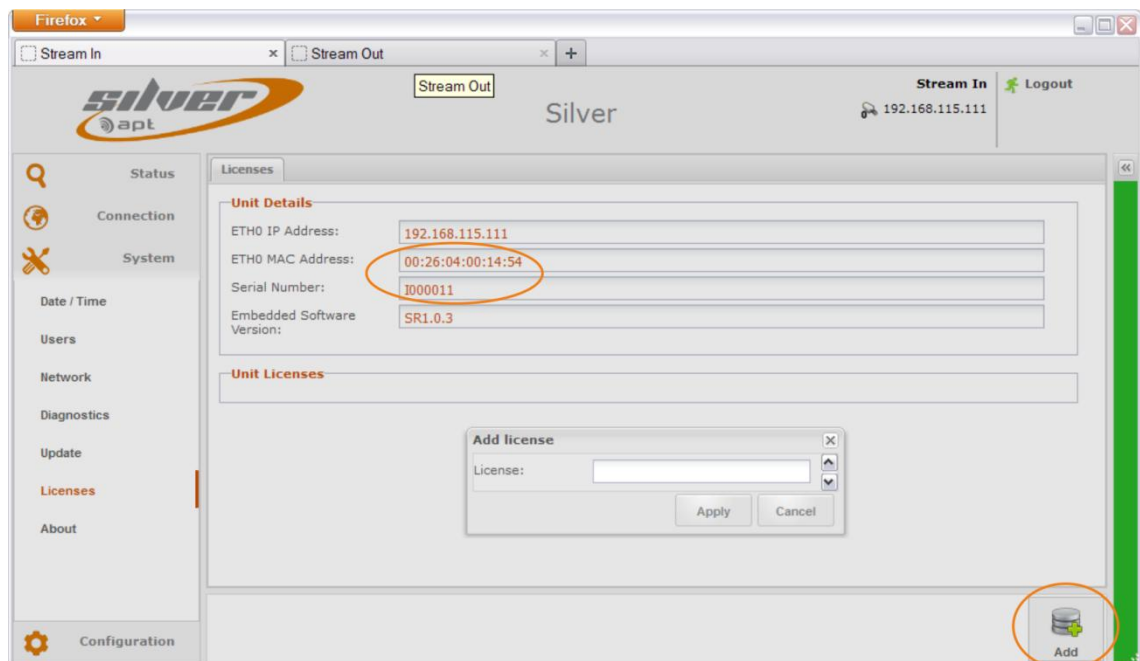 Firefox
Stream In
Stream Out
Stream Out
silver
apt
Silver
Stream In
192.168.115.111
Logout
Status
Connection
System
Date / Time
Users
Network
Diagnostics
Update
Licenses
About
Configuration
Licenses
Unit Details
ETH0 IP Address: 192.168.115.111
ETH0 MAC Address: 00:26:04:00:14:54
Serial Number: I000011
Embedded Software
Version:
SR1.0.3
Unit Licenses
Add license
License:
Apply Cancel
Add